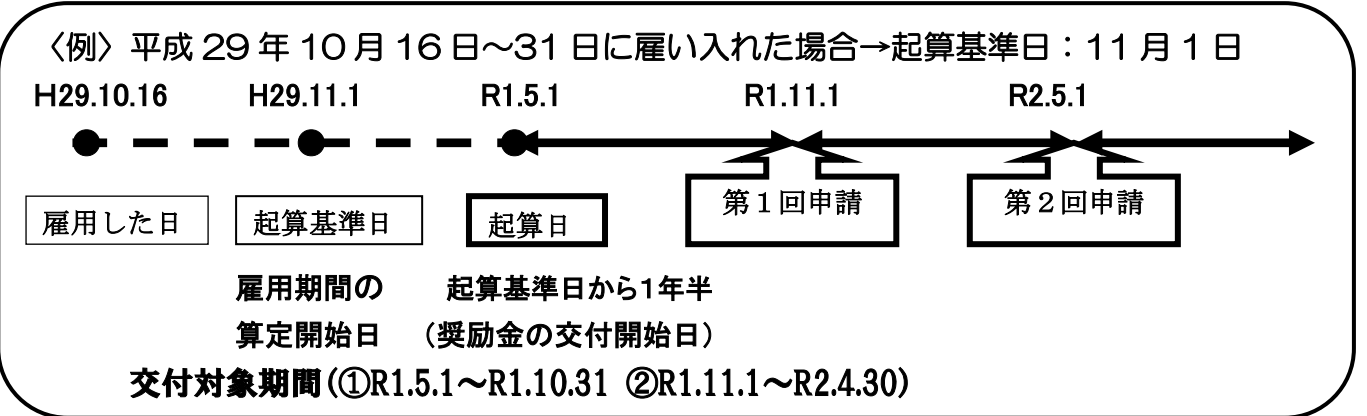 〈例〉平成29年10月16日～31日に雇い入れた場合→起算基準日：11月1日
H29.10.16 H29.11.1 R1.5.1 R1.11.1 R2.5.1
雇用した日 起算基準日 起算日 第1回申請 第2回申請
雇用期間の 起算基準日から1年半
算定開始日 （奨励金の交付開始日）
交付対象期間(①R1.5.1～R1.10.31 ②R1.11.1～R2.4.30)